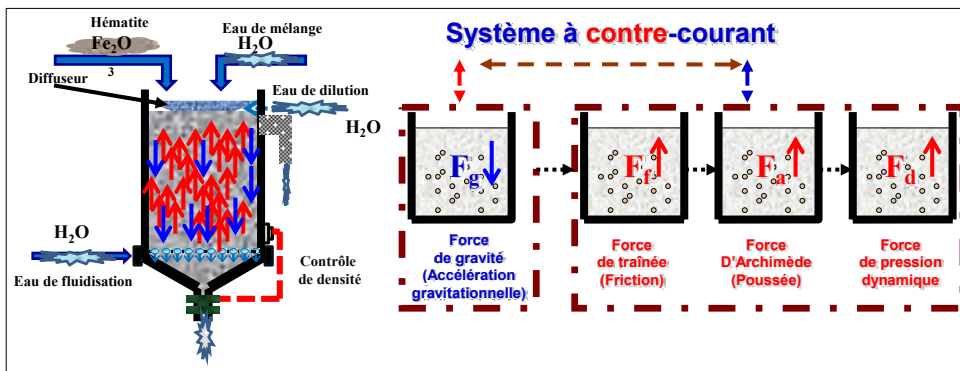 Hématite
Fe2O
3
Eau de mélange
H2O
Diffuseur
Eau de dilution
H2O
H2O
Eau de fluidisation
Contrôle
de densité
Système à contre-courant
Fg
Ff
Fa
Fd
Force
de gravité
(Accélération
gravitationnelle)
Force
de traînée
(Friction)
Force
D'Archimède
(Poussée)
Force
de pression
dynamique